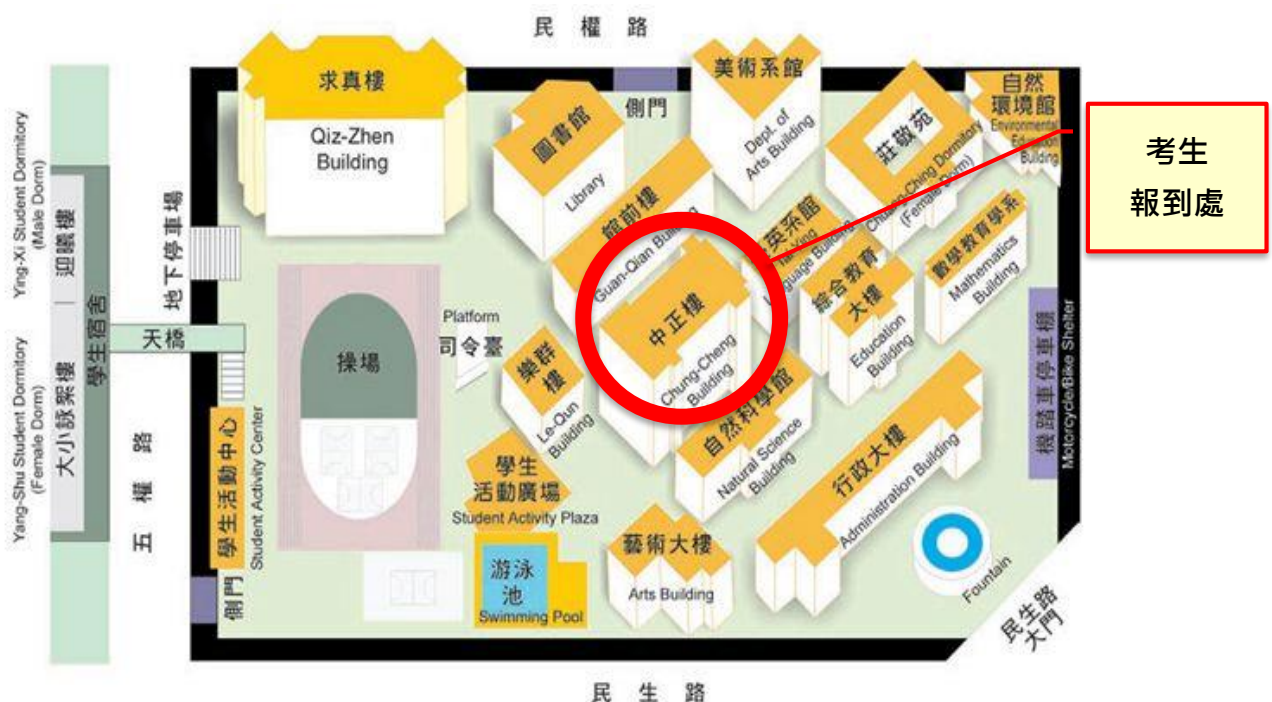 民 權 路
求真樓
Qiz-Zhen
Building
圖書館
Library
側門
美術系館
Dept. of
Arts Building
莊敬苑
Chuang-Ching Dormitory
(Female Dorm)
自然
環境館
Environmental
Education
Building
考生
報到處
館前樓
Guan-Qian Building
英系館
Language Building
中正樓
Chung-Cheng
Building
綜合教育
大樓
Education
Building
數學教育學系
Mathematics
Building
機踏車停車棚
Motorcycle/Bike Shelter
Ying-Xi Student Dormitory
(Male Dorm)
迎曦樓
學生宿舍
Yang-Shu Student Dormitory
(Female Dorm)
大小詠絮樓
地下停車場
天橋
五 權 路
操場
Platform
司令臺
樂群
樓
Le-Qun
Building
自然科學館
Natural Science
Building
行政大樓
Administration Building
學生活動中心
Student Activity Center
學生
活動廣場
Student Activity Plaza
游泳
池
Swimming Pool
藝術大樓
Arts Building
Fountain
側門
民生路
大門
民 生 路